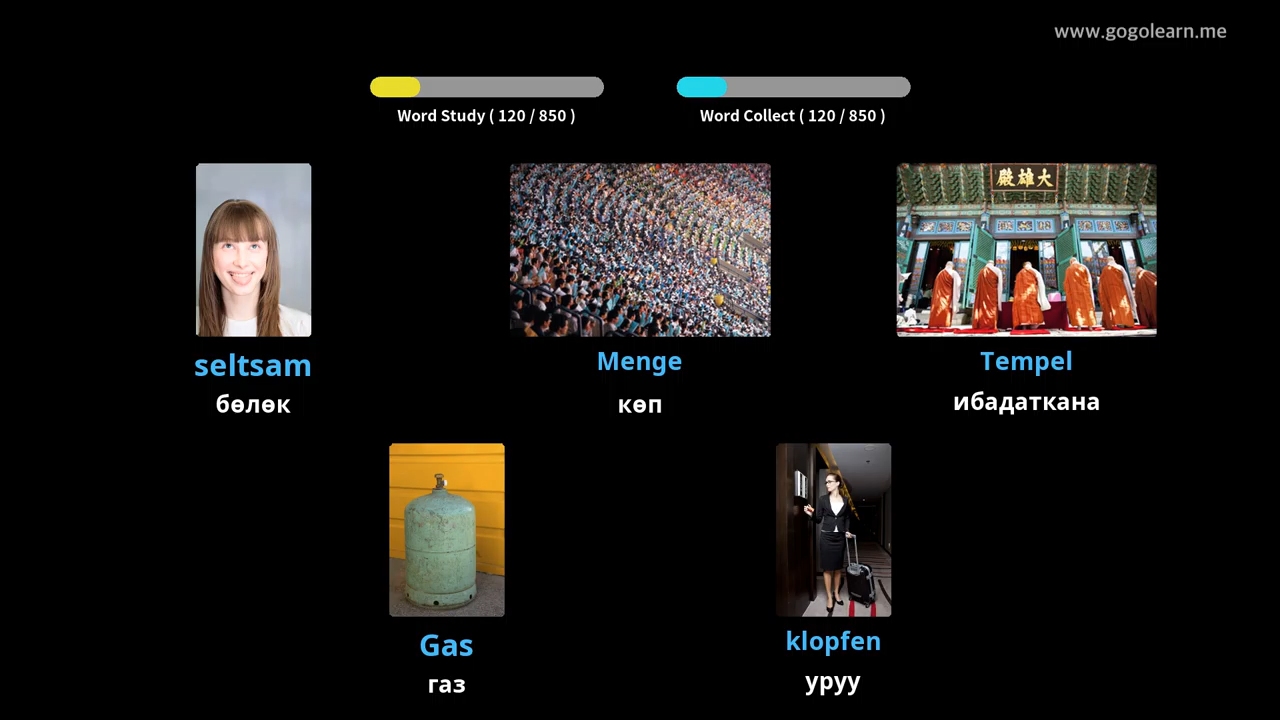 www.gogolearn.me
Word Study ( 120 / 850 )
Word Collect ( 120 / 850 )
殿雄大
seltsam
Menge
Tempel
бөлөк
көп
ибадаткана
Gas
klopfen
газ
уруу